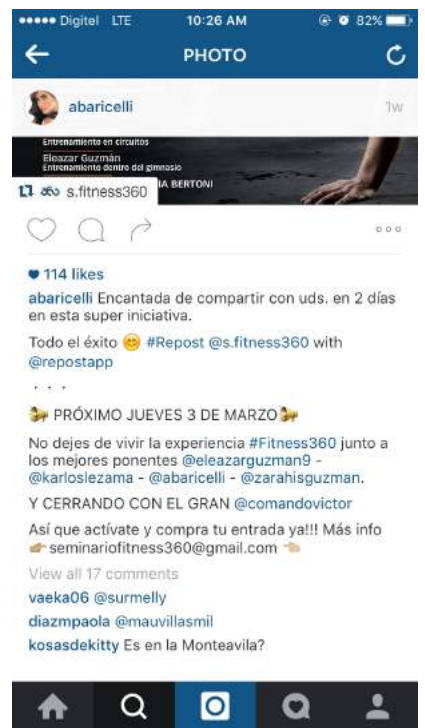 Digitel LTE 10:26 AM 82%
PHOTO
abaricelli 1w
Entrenamiento en circuitos
Eleazar Guzmán
Entrenamiento dentro del gimnasio
IA BERTONI
s.fitness360
114 likes
abaricelli Encantada de compartir con uds. en 2 días
en esta super iniciativa.
Todo el éxito 😊 #Repost @s.fitness360 with
@repostapp
. . .
PRÓXIMO JUEVES 3 DE MARZO
No dejes de vivir la experiencia #Fitness360 junto a
los mejores ponentes @eleazarguzman9 -
@karloslezama - @abaricelli - @zarahisguzman.
Y CERRANDO CON EL GRAN @comandovictor
Así que actívate y compra tu entrada ya!!! Más info
👉 seminariofitness360@gmail.com 👈
View all 17 comments
vaeka06 @surmelly
diazmpaola @mauvillasmil
kosasdekitty Es en la Monteavila?